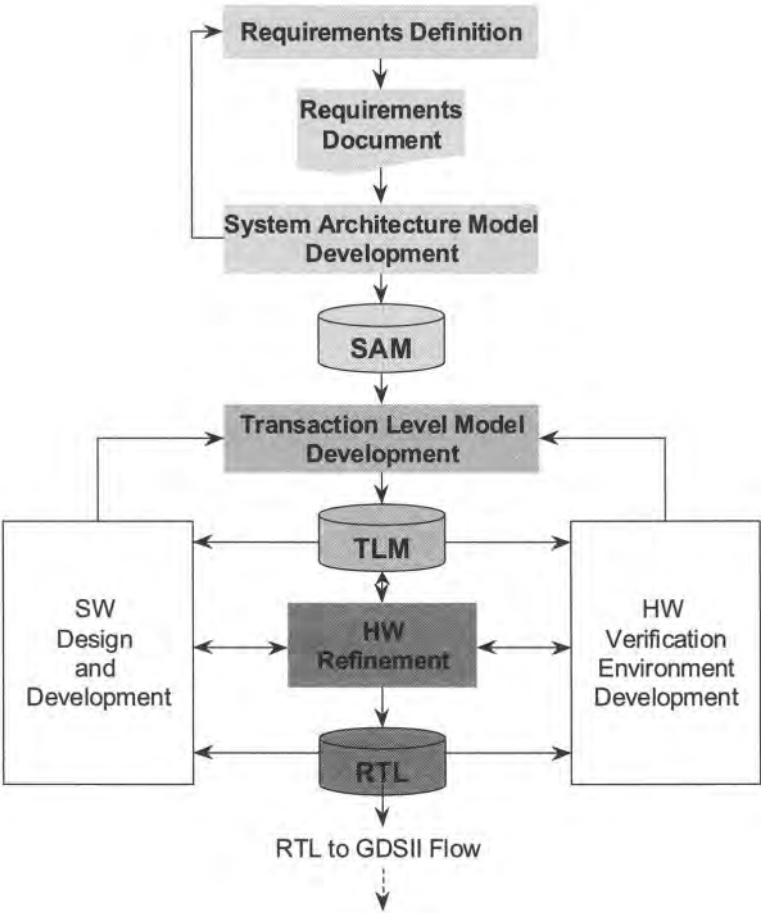 Requirements Definition
Requirements
Document
System Architecture Model
Development
SAM
Transaction Level Model
Development
TLM
SW
Design
and
Development
HW
Refinement
HW
Verification
Environment
Development
RTL
RTL to GDSII Flow